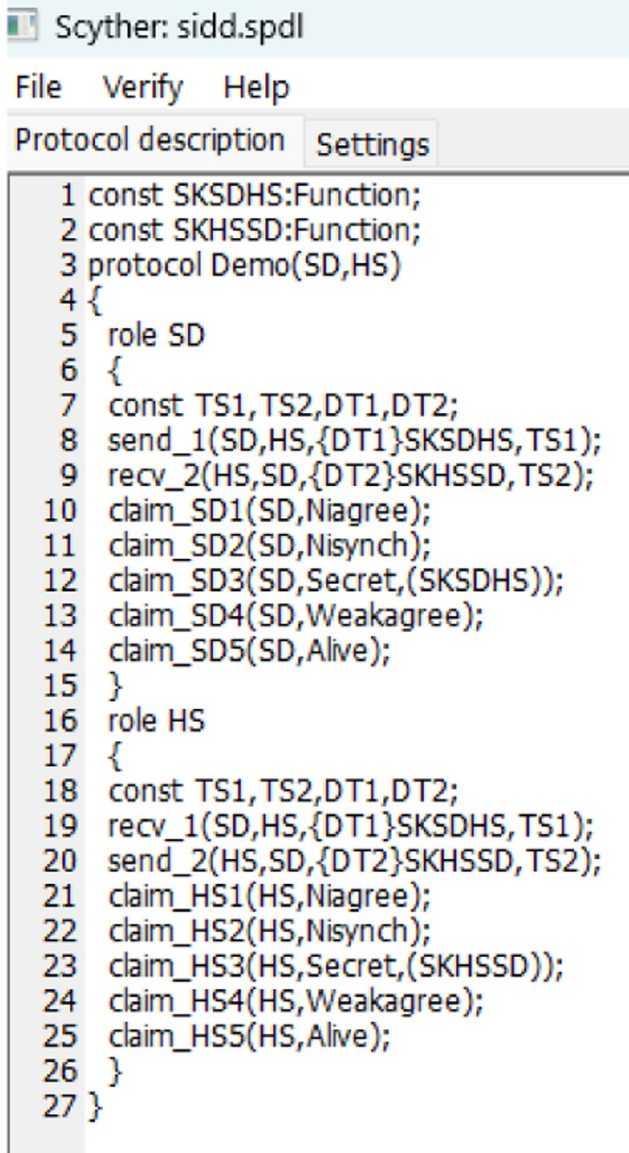 Scyther: sidd.spdl
File Verify Help
Protocol description Settings
1 const SKSDHS:Function;
2 const SKHSSD:Function;
3 protocol Demo(SD,HS)
4 {
5 role SD
6 {
7 const TS1,TS2,DT1,DT2;
8 send_1(SD,HS,{DT1}SKSDHS,TS1);
9 recv_2(HS,SD,{DT2}SKHSSD,TS2);
10 claim_SD1(SD,Niagree);
11 claim_SD2(SD,Nisynch);
12 claim_SD3(SD,Secret,(SKSDHS));
13 claim_SD4(SD,Weakagree);
14 claim_SD5(SD,Alive);
15 }
16 role HS
17 {
18 const TS1,TS2,DT1,DT2;
19 recv_1(SD,HS,{DT1}SKSDHS,TS1);
20 send_2(HS,SD,{DT2}SKHSSD,TS2);
21 claim_HS1(HS,Niagree);
22 claim_HS2(HS,Nisynch);
23 claim_HS3(HS,Secret,(SKHSSD));
24 claim_HS4(HS,Weakagree);
25 claim_HS5(HS,Alive);
26 }
27 }